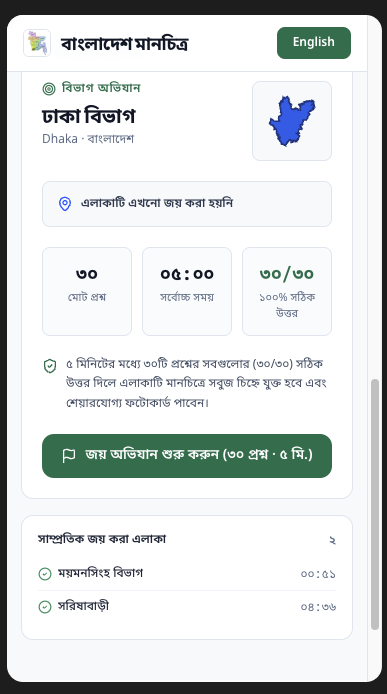 বাংলাদেশ মানচিত্র
English
বিভাগ অভিযান
ঢাকা বিভাগ
Dhaka · বাংলাদেশ
এলাকাটি এখনো জয় করা হয়নি
৩০
মোট প্রশ্ন
০৫:০০
সর্বোচ্চ সময়
৩০/৩০
১০০% সঠিক
উত্তর
৫ মিনিটের মধ্যে ৩০টি প্রশ্নের সবগুলোর (৩০/৩০) সঠিক
উত্তর দিলে এলাকাটি মানচিত্রে সবুজ চিহ্নে যুক্ত হবে এবং
শেয়ারযোগ্য ফটোকার্ড পাবেন।
জয় অভিযান শুরু করুন (৩০ প্রশ্ন · ৫ মি.)
সাম্প্রতিক জয় করা এলাকা
২
ময়মনসিংহ বিভাগ
০০:৫১
সরিষাবাড়ী
০৪:৩৬